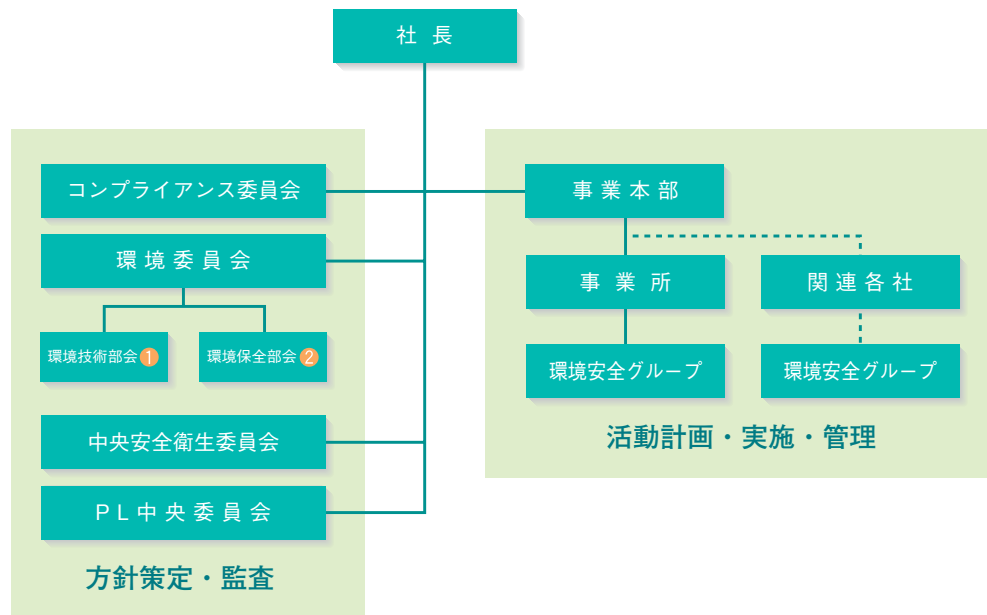 社長
コンプライアンス委員会
環境委員会
環境技術部会1
環境保全部会2
中央安全衛生委員会
PL中央委員会
方針策定・監査
事業本部
事業所
関連各社
環境安全グループ
環境安全グループ
活動計画・実施・管理